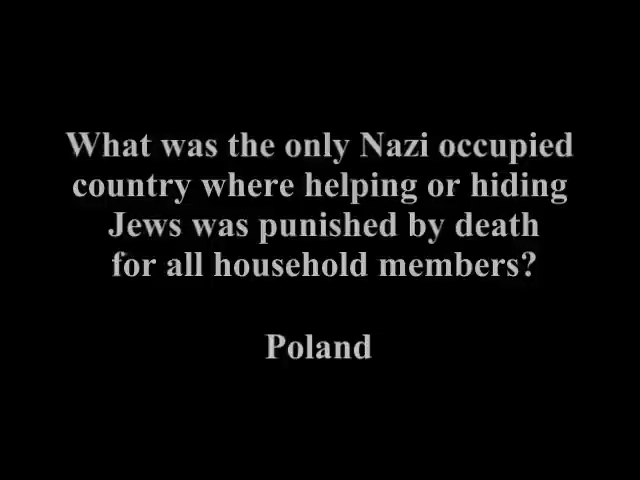 What was the only Nazi occupied
country where helping or hiding
Jews was punished by death
for all household members?
Poland